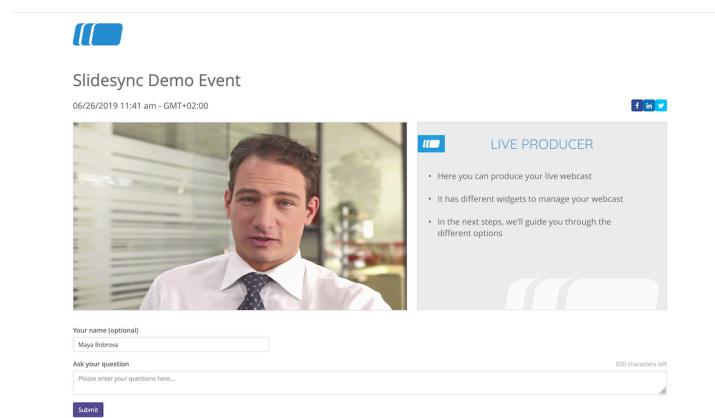 Slidesync Demo Event
06/26/2019 11:41 am - GMT+02:00
f in
LIVE PRODUCER
• Here you can produce your live webcast
• It has different widgets to manage your webcast
• In the next steps, we'll guide you through the
different options
Your name (optional)
Maya Bobrova
Ask your question
500 characters left
Please enter your questions here...
Submit